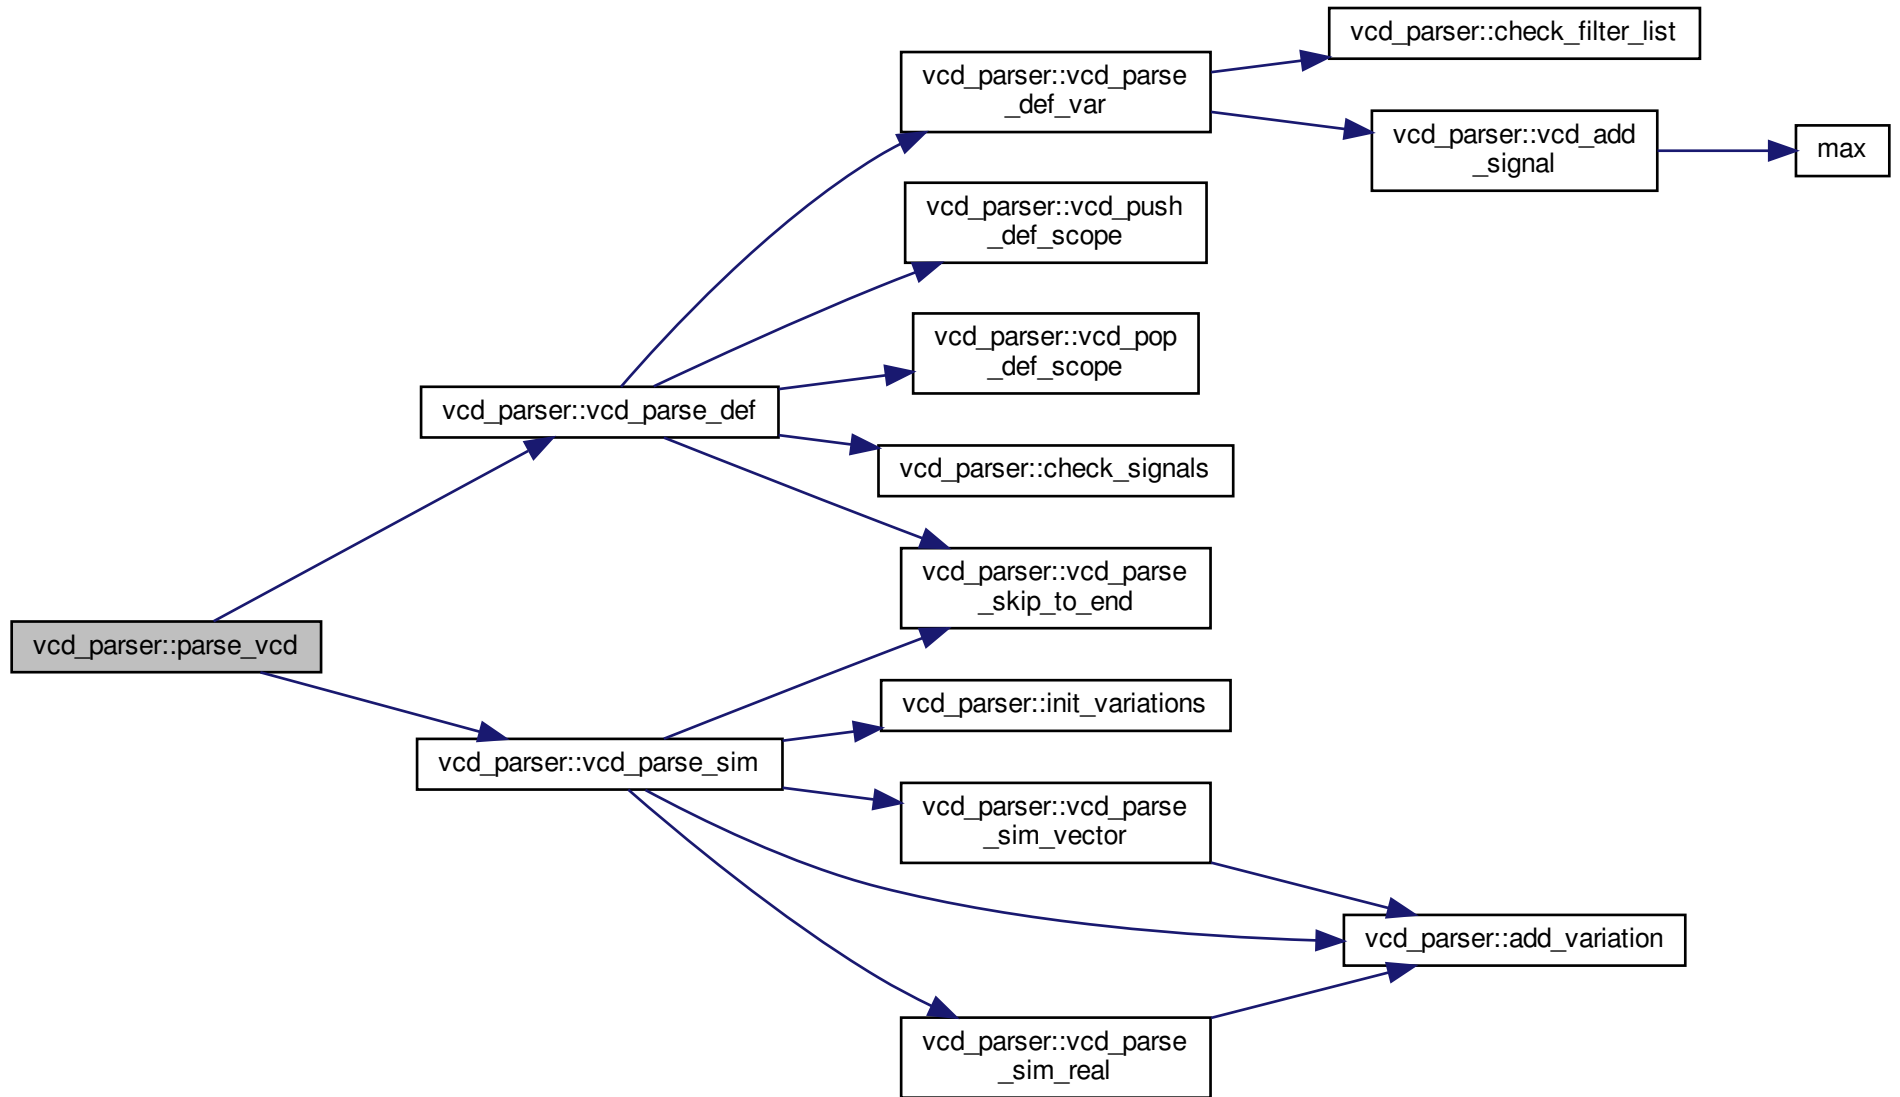 vcd_parser::check_filter_list
vcd_parser::vcd_parse
_def_var
vcd_parser::vcd_add
_signal
max
vcd_parser::vcd_push
_def_scope
vcd_parser::vcd_pop
_def_scope
vcd_parser::vcd_parse_def
vcd_parser::check_signals
vcd_parser::vcd_parse
_skip_to_end
vcd_parser::parse_vcd
vcd_parser::init_variations
vcd_parser::vcd_parse_sim
vcd_parser::vcd_parse
_sim_vector
vcd_parser::add_variation
vcd_parser::vcd_parse
_sim_real